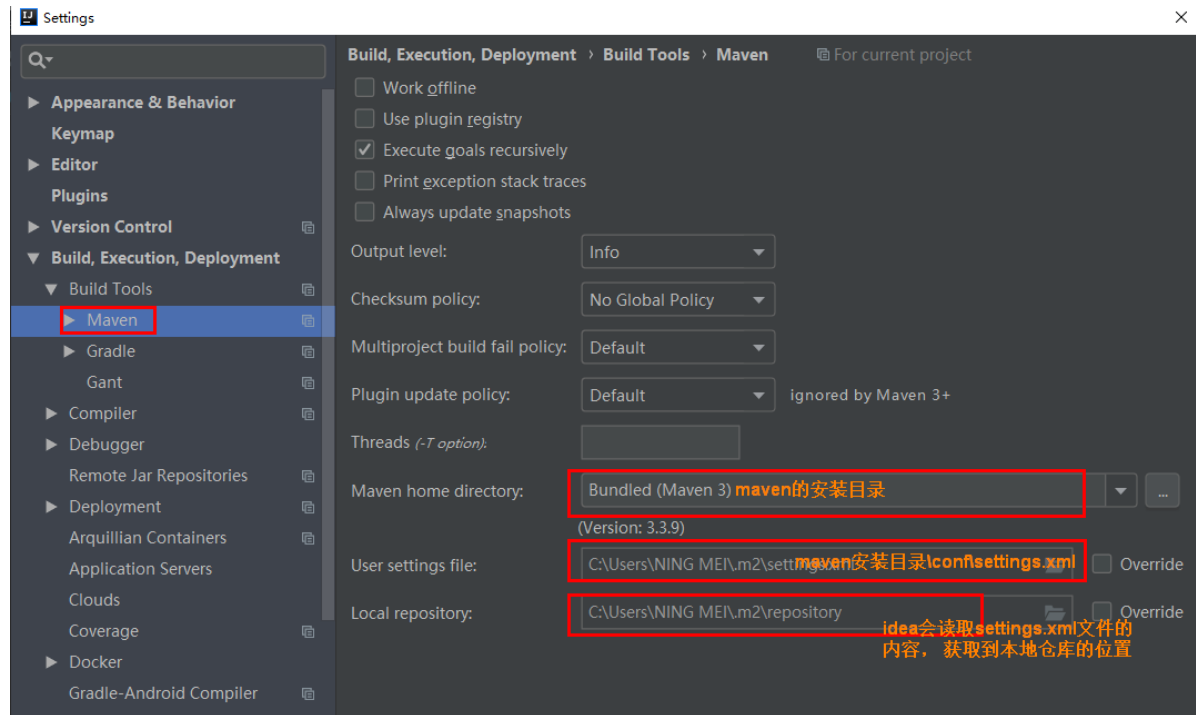 Settings
Build, Execution, Deployment › Build Tools › Maven For current project
Appearance & Behavior
Keymap
Editor
Plugins
Version Control
Build, Execution, Deployment
Build Tools
Maven
Gradle
Gant
Compiler
Debugger
Remote Jar Repositories
Deployment
Arquillian Containers
Application Servers
Clouds
Coverage
Docker
Gradle-Android Compiler
Work offline
Use plugin registry
Execute goals recursively
Print exception stack traces
Always update snapshots
Output level: Info
Checksum policy: No Global Policy
Multiproject build fail policy: Default
Plugin update policy: Default ignored by Maven 3+
Threads (-T option):
Maven home directory: Bundled (Maven 3) maven的安装目录 ...
(Version: 3.3.9)
User settings file: C:\Users\NING MEI\.m2\ maven安装目录\conf\settings.xml Override
Local repository: C:\Users\NING MEI\.m2\repository Override
idea会读取settings.xml文件的
内容，获取到本地仓库的位置